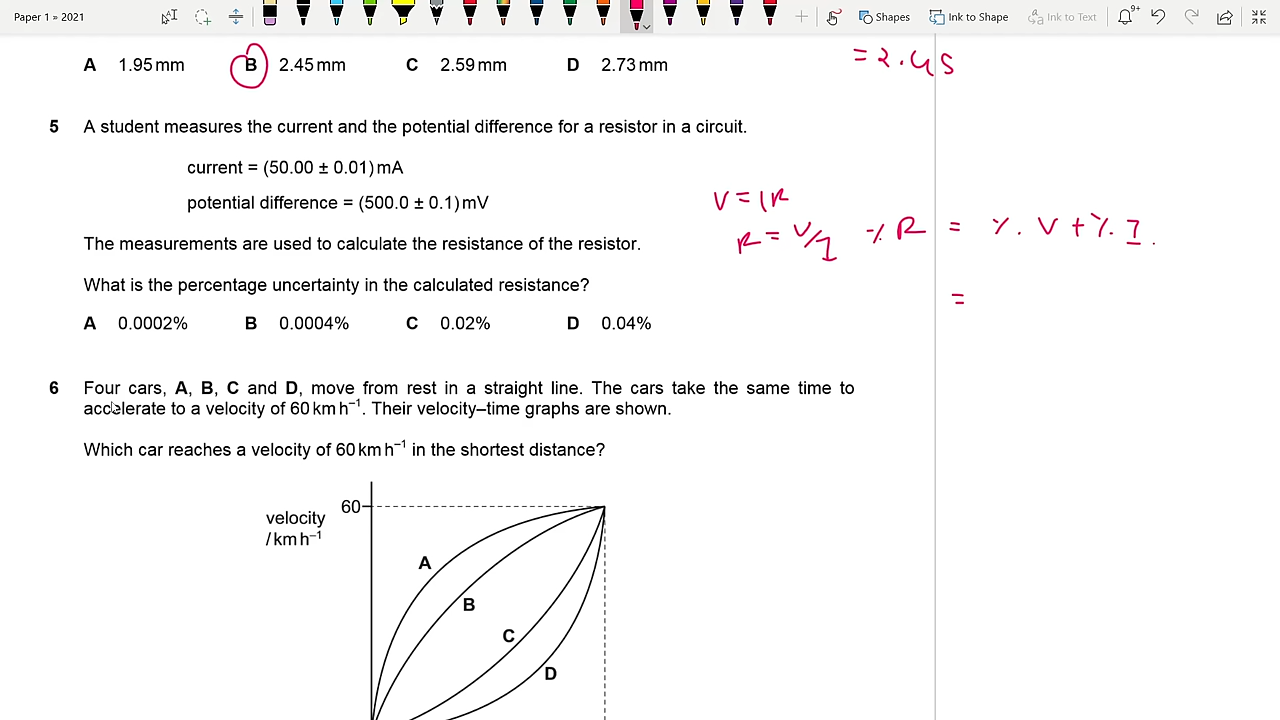 Paper 1 » 2021
Shapes
Ink to Shape
Ink to Text
9+
A 1.95 mm B 2.45 mm C 2.59 mm D 2.73 mm
= 2.45
5 A student measures the current and the potential difference for a resistor in a circuit.
current = (50.00 ± 0.01) mA
potential difference = (500.0 ± 0.1) mV
V = IR
R = V/I % R = % V + % I.
The measurements are used to calculate the resistance of the resistor.
What is the percentage uncertainty in the calculated resistance?
=
A 0.0002% B 0.0004% C 0.02% D 0.04%
6 Four cars, A, B, C and D, move from rest in a straight line. The cars take the same time to
accelerate to a velocity of 60 km h⁻¹. Their velocity–time graphs are shown.
Which car reaches a velocity of 60 km h⁻¹ in the shortest distance?
60
velocity
/ km h⁻¹
A
B
C
D